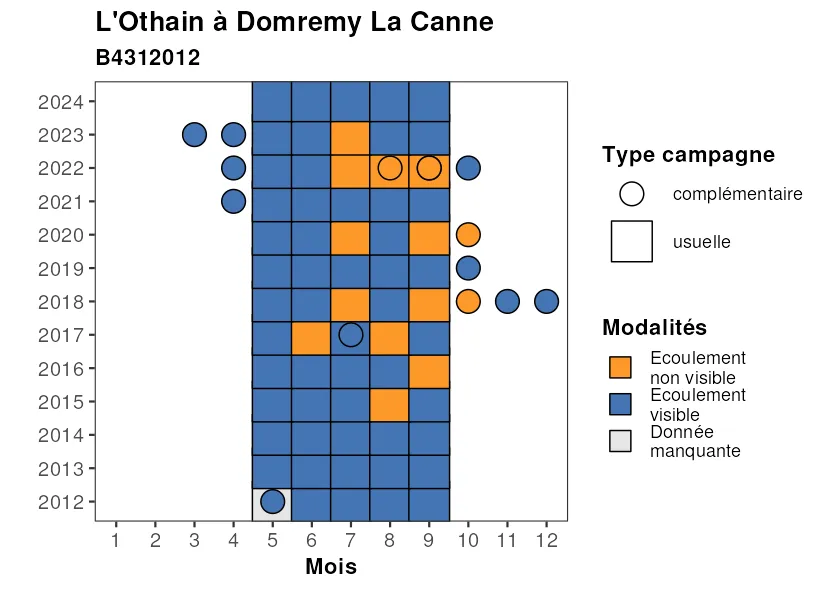 L'Othain à Domremy La Canne
B4312012
2024
2023
2022
2021
2020
2019
2018
2017
2016
2015
2014
2013
2012
1 2 3 4 5 6 7 8 9 10 11 12
Mois
Type campagne
complémentaire
usuelle
Modalités
Ecoulement
non visible
Ecoulement
visible
Donnée
manquante